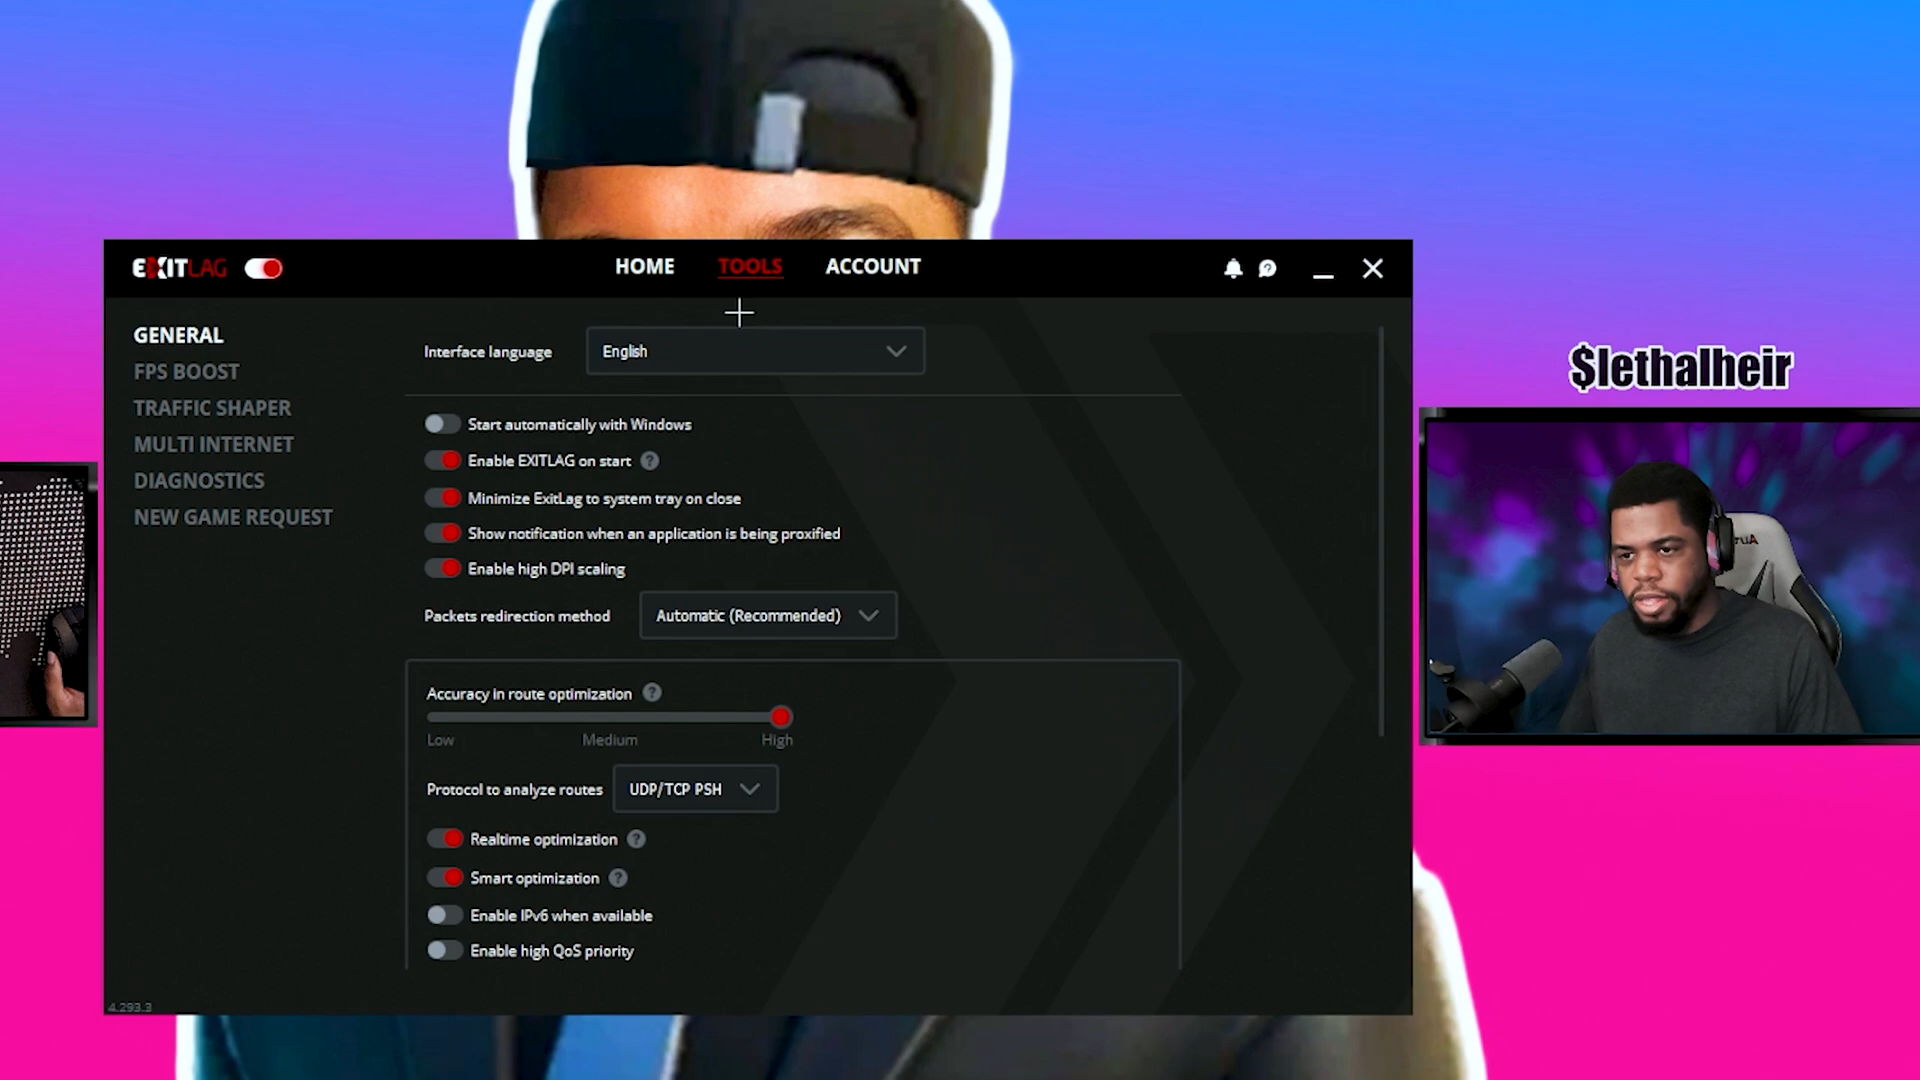 EXITLAG
HOME
TOOLS
ACCOUNT
GENERAL
FPS BOOST
TRAFFIC SHAPER
MULTI INTERNET
DIAGNOSTICS
NEW GAME REQUEST
Interface language
English
Start automatically with Windows
Enable EXITLAG on start ?
Minimize ExitLag to system tray on close
Show notification when an application is being proxified
Enable high DPI scaling
Packets redirection method
Automatic (Recommended)
Accuracy in route optimization ?
Low
Medium
High
Protocol to analyze routes
UDP/TCP PSH
Realtime optimization ?
Smart optimization ?
Enable IPv6 when available
Enable high QoS priority
4.293.3
$lethalheir